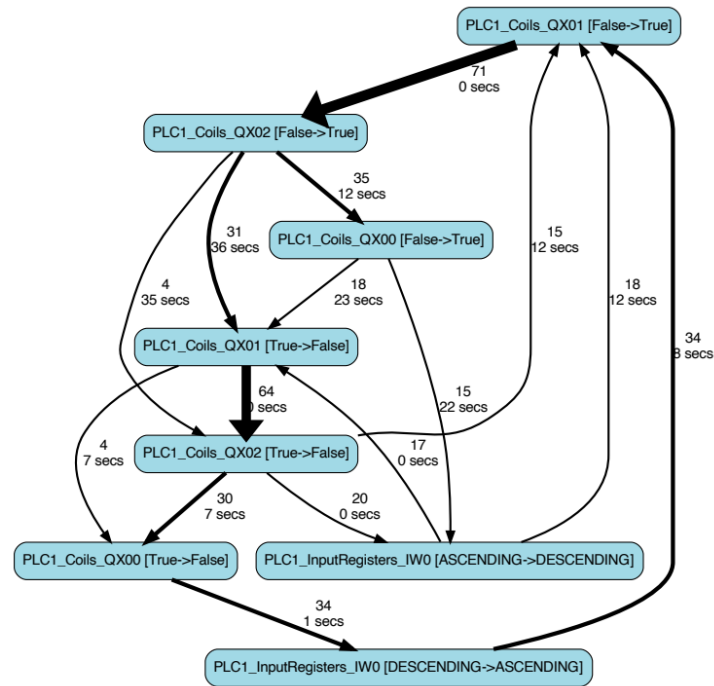 PLC1_Coils_QX01 [False->True]
71
0 secs
PLC1_Coils_QX02 [False->True]
35
12 secs
31
36 secs
PLC1_Coils_QX00 [False->True]
15
12 secs
18
12 secs
4
35 secs
18
23 secs
34
8 secs
PLC1_Coils_QX01 [True->False]
64
0 secs
15
22 secs
4
7 secs
17
0 secs
PLC1_Coils_QX02 [True->False]
30
7 secs
20
0 secs
PLC1_Coils_QX00 [True->False]
PLC1_InputRegisters_IW0 [ASCENDING->DESCENDING]
34
1 secs
PLC1_InputRegisters_IW0 [DESCENDING->ASCENDING]